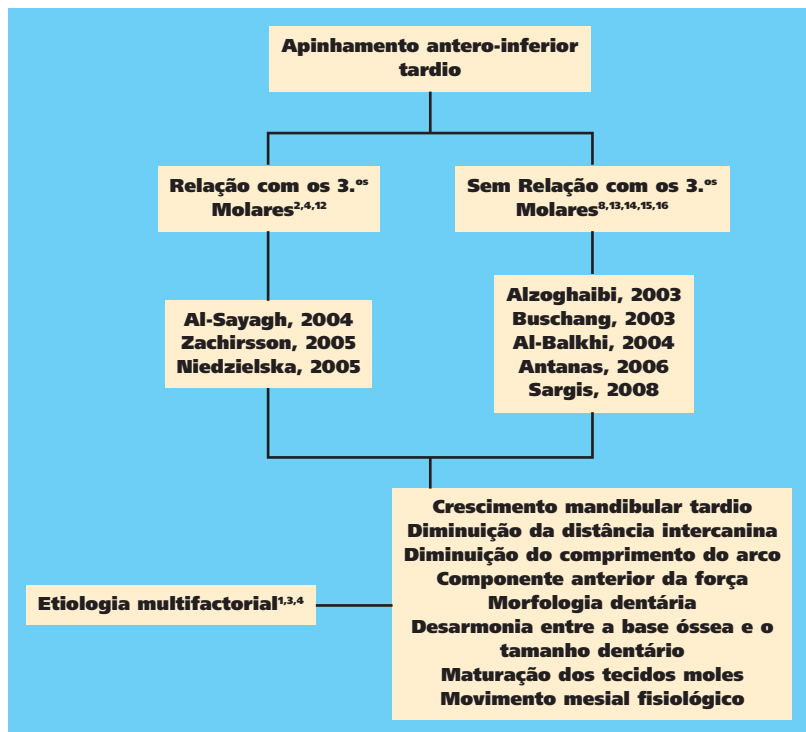 Apinhamento antero-inferior
tardio
Relação com os 3.ºˢ
Molares²,⁴,¹²
Sem Relação com os 3.ºˢ
Molares⁸,¹³,¹⁴,¹⁵,¹⁶
Al-Sayagh, 2004
Zachirsson, 2005
Niedzielska, 2005
Alzoghaibi, 2003
Buschang, 2003
Al-Balkhi, 2004
Antanas, 2006
Sargis, 2008
Etiologia multifactorial¹,³,⁴
Crescimento mandibular tardio
Diminuição da distância intercanina
Diminuição do comprimento do arco
Componente anterior da força
Morfologia dentária
Desarmonia entre a base óssea e o
tamanho dentário
Maturação dos tecidos moles
Movimento mesial fisiológico